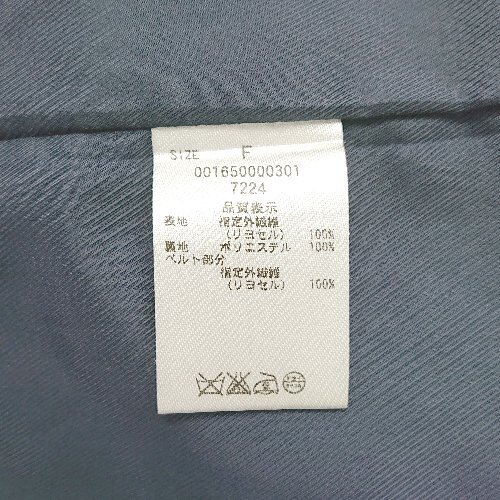 SIZE F
001650000301
7224
品質表示
表地 指定外繊維
(リヨセル) 100%
裏地 ポリエステル 100%
ベルト部分
指定外繊維
(リヨセル) 100%